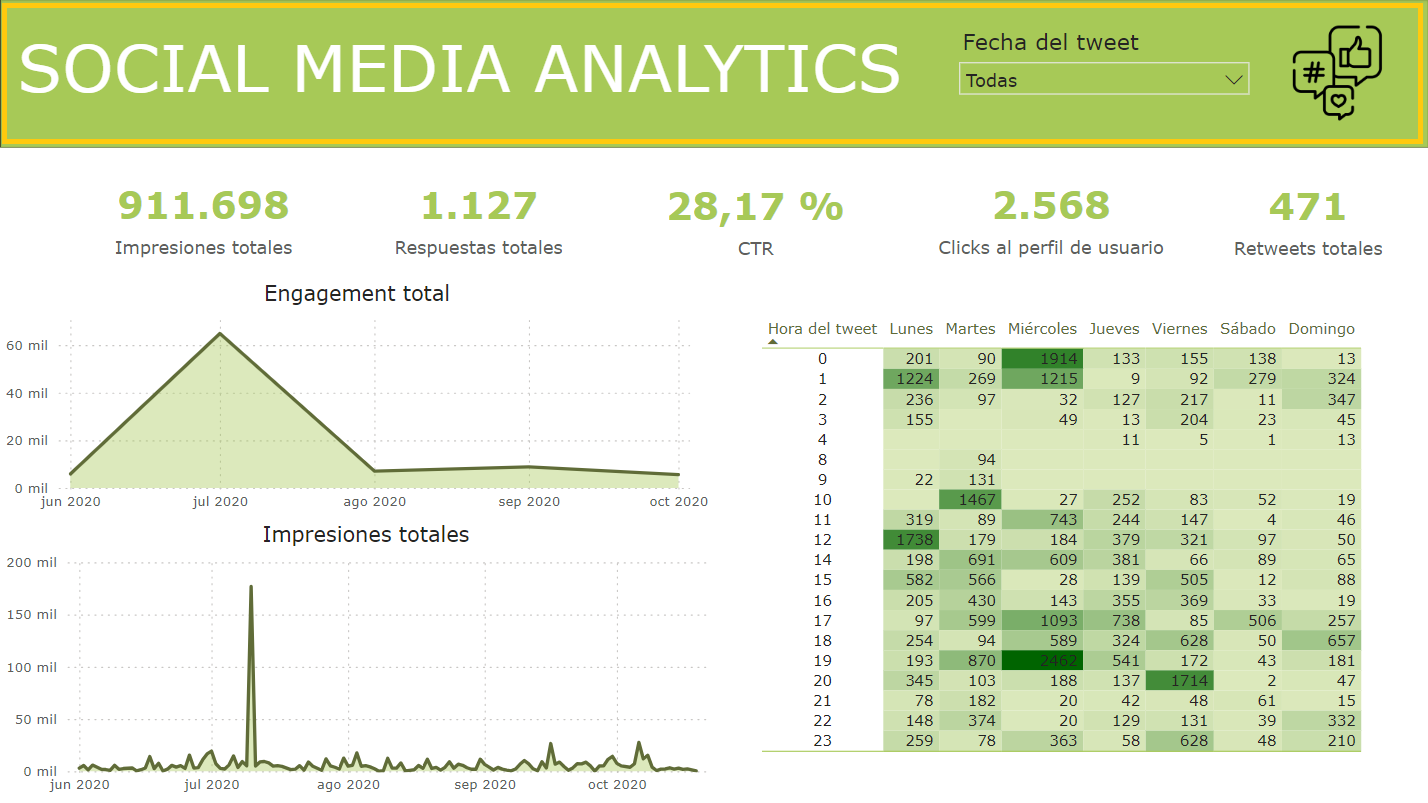 SOCIAL MEDIA ANALYTICS
Fecha del tweet
Todas
#
911.698
Impresiones totales
1.127
Respuestas totales
28,17 %
CTR
2.568
Clicks al perfil de usuario
471
Retweets totales
Engagement total
60 mil
40 mil
20 mil
0 mil
jun 2020 jul 2020 ago 2020 sep 2020 oct 2020
Impresiones totales
200 mil
150 mil
100 mil
50 mil
0 mil
jun 2020 jul 2020 ago 2020 sep 2020 oct 2020
Hora del tweet Lunes Martes Miércoles Jueves Viernes Sábado Domingo
0 201 90 1914 133 155 138 13
1 1224 269 1215 9 92 279 324
2 236 97 32 127 217 11 347
3 155 49 13 204 23 45
4 11 5 1 13
8 94
9 22 131
10 1467 27 252 83 52 19
11 319 89 743 244 147 4 46
12 1738 179 184 379 321 97 50
14 198 691 609 381 66 89 65
15 582 566 28 139 505 12 88
16 205 430 143 355 369 33 19
17 97 599 1093 738 85 506 257
18 254 94 589 324 628 50 657
19 193 870 2462 541 172 43 181
20 345 103 188 137 1714 2 47
21 78 182 20 42 48 61 15
22 148 374 20 129 131 39 332
23 259 78 363 58 628 48 210